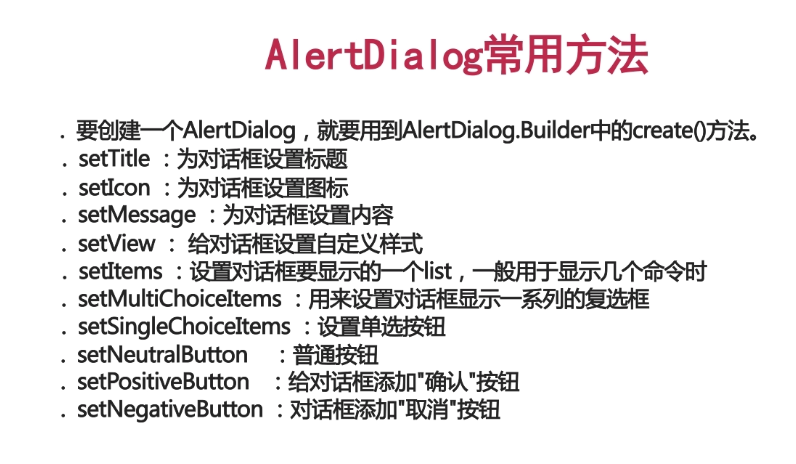 AlertDialog常用方法
. 要创建一个AlertDialog，就要用到AlertDialog.Builder中的create()方法。
. setTitle ：为对话框设置标题
. setIcon ：为对话框设置图标
. setMessage ：为对话框设置内容
. setView ： 给对话框设置自定义样式
. setItems ：设置对话框要显示的一个list，一般用于显示几个命令时
. setMultiChoiceItems ：用来设置对话框显示一系列的复选框
. setSingleChoiceItems ：设置单选按钮
. setNeutralButton ：普通按钮
. setPositiveButton ：给对话框添加"确认"按钮
. setNegativeButton ：对话框添加"取消"按钮